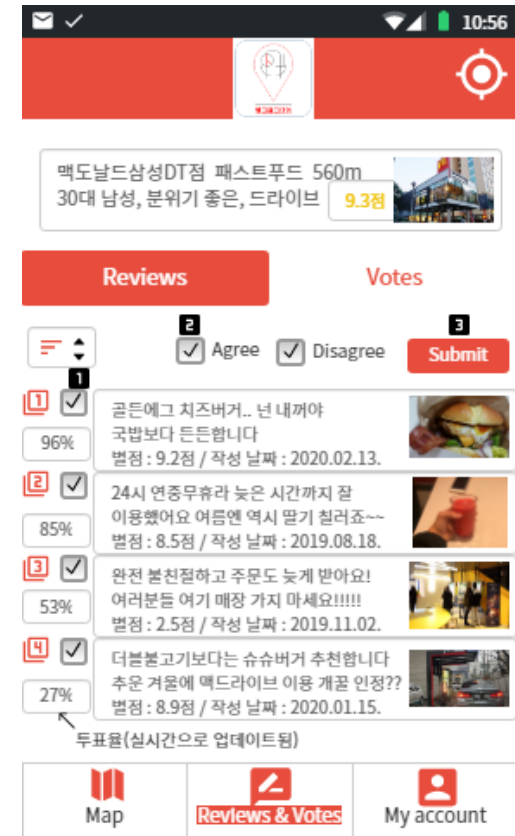 10:56
맥도날드삼성DT점 패스트푸드 560m
30대 남성, 분위기 좋은, 드라이브 9.3점
Reviews Votes
2 3
Agree Disagree Submit
1
1
골든에그 치즈버거.. 넌 내꺼야
96% 국밥보다 든든합니다
별점 : 9.2점 / 작성 날짜 : 2020.02.13.
2
24시 연중무휴라 늦은 시간까지 잘
85% 이용했어요 여름엔 역시 딸기 칠러죠~~
별점 : 8.5점 / 작성 날짜 : 2019.08.18.
3
완전 불친절하고 주문도 늦게 받아요!
53% 여러분들 여기 매장 가지 마세요!!!!!
별점 : 2.5점 / 작성 날짜 : 2019.11.02.
4
더블불고기보다는 슈슈버거 추천합니다
27% 추운 겨울에 맥드라이브 이용 개꿀 인정??
별점 : 8.9점 / 작성 날짜 : 2020.01.15.
투표율(실시간으로 업데이트됨)
Map Reviews & Votes My account